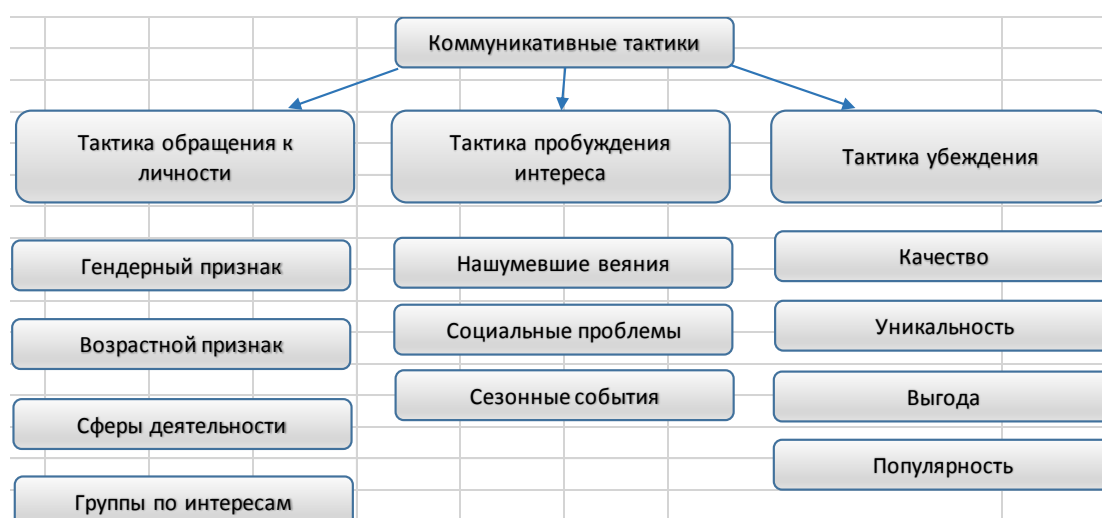 Коммуникативные тактики
Тактика обращения к
личности
Тактика пробуждения
интереса
Тактика убеждения
Гендерный признак
Возрастной признак
Сферы деятельности
Группы по интересам
Нашумевшие веяния
Социальные проблемы
Сезонные события
Качество
Уникальность
Выгода
Популярность